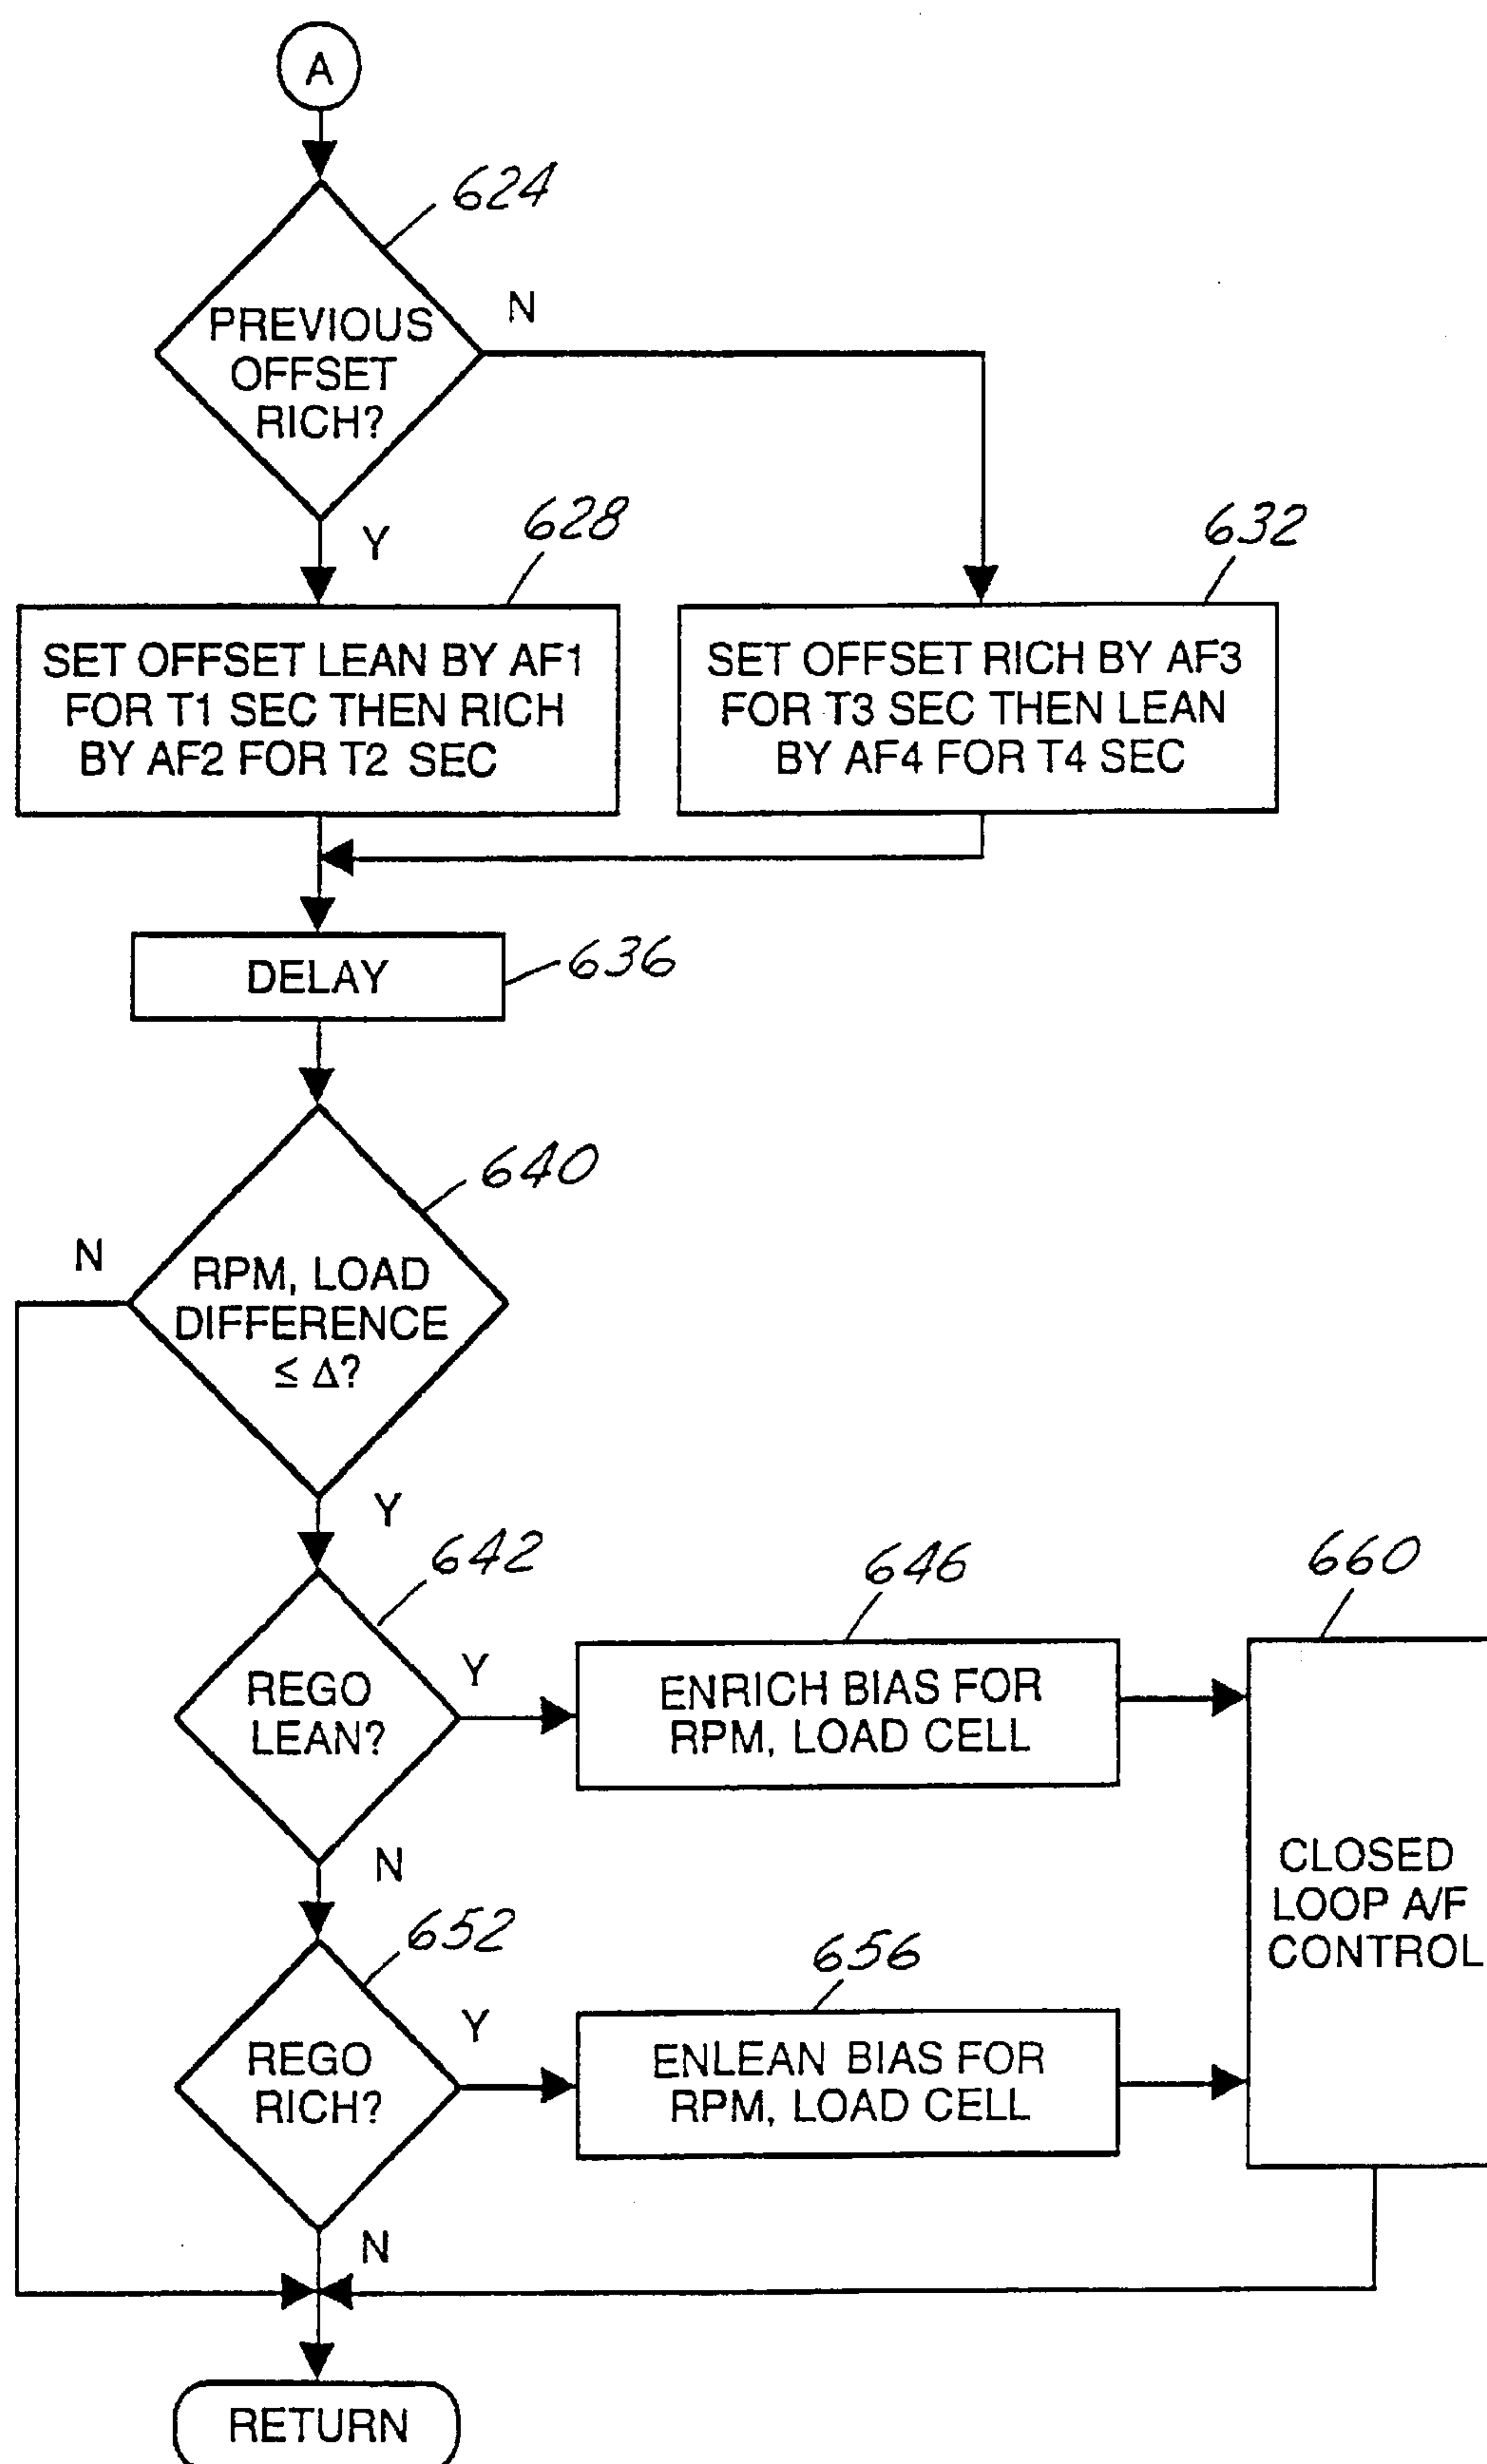 A
624
PREVIOUS
OFFSET
RICH?
N
Y
628
SET OFFSET LEAN BY AF1
FOR T1 SEC THEN RICH
BY AF2 FOR T2 SEC
632
SET OFFSET RICH BY AF3
FOR T3 SEC THEN LEAN
BY AF4 FOR T4 SEC
DELAY
636
640
N
RPM, LOAD
DIFFERENCE
≤ Δ?
Y
642
REGO
LEAN?
Y
646
ENRICH BIAS FOR
RPM, LOAD CELL
660
CLOSED
LOOP A/F
CONTROL
N
652
REGO
RICH?
Y
656
ENLEAN BIAS FOR
RPM, LOAD CELL
N
RETURN